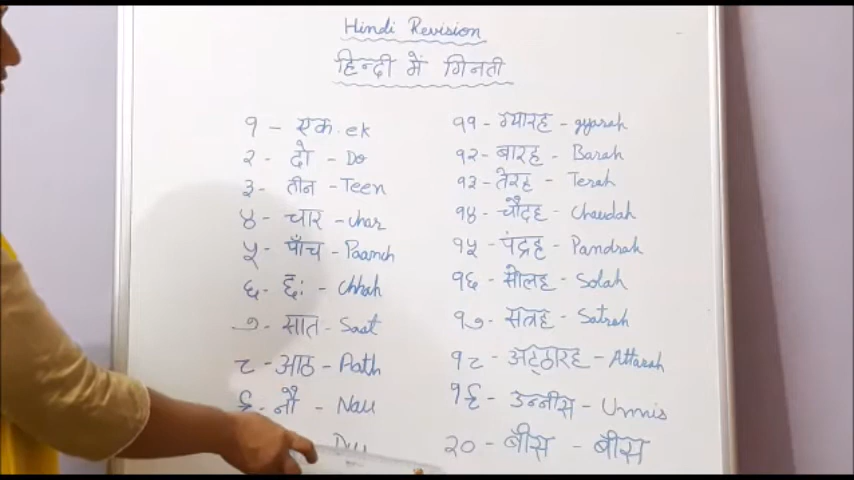 Hindi Revision
हिन्दी में गिनती
१ - एक - ek
२ - दो - Do
३ - तीन - Teen
४ - चार - char
५ - पाँच - Paanch
६ - छः - Chhah
७ - सात - Saat
८ - आठ - Aath
९ - नौ - Nau
११ - ग्यारह - gyarah
१२ - बारह - Barah
१३ - तेरह - Terah
१४ - चौदह - Chaudah
१५ - पंद्रह - Pandrah
१६ - सोलह - Solah
१७ - सत्रह - Satrah
१८ - अट्ठारह - Attarah
१९ - उन्नीस - Unnis
२० - बीस - बीस